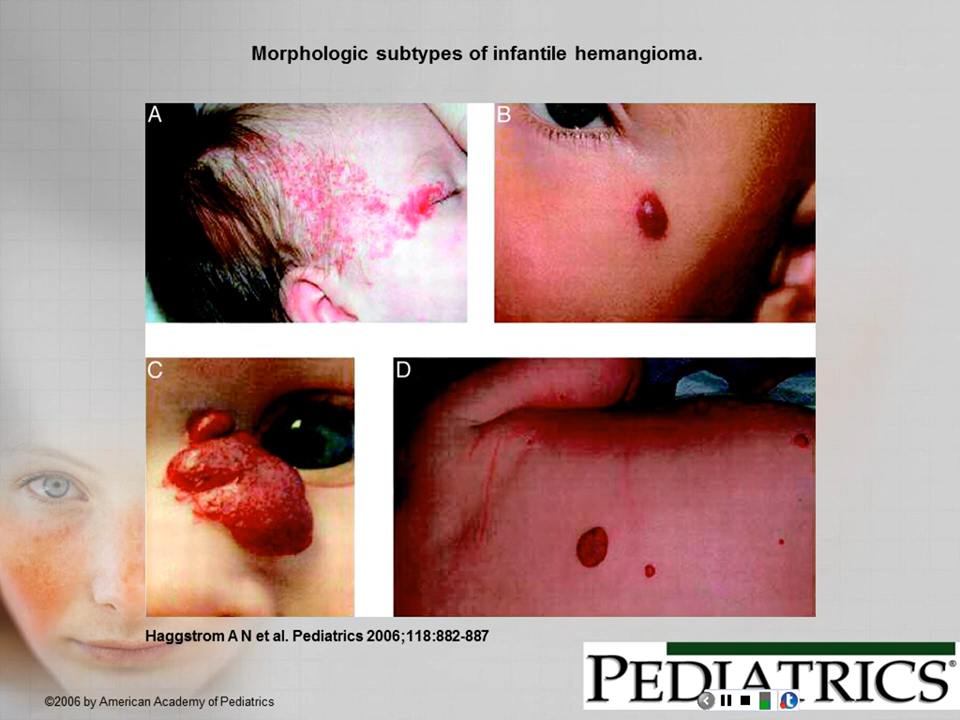 Morphologic subtypes of infantile hemangioma.
A
B
C
D
Haggstrom A N et al. Pediatrics 2006;118:882-887
©2006 by American Academy of Pediatrics
PEDIATRICS®